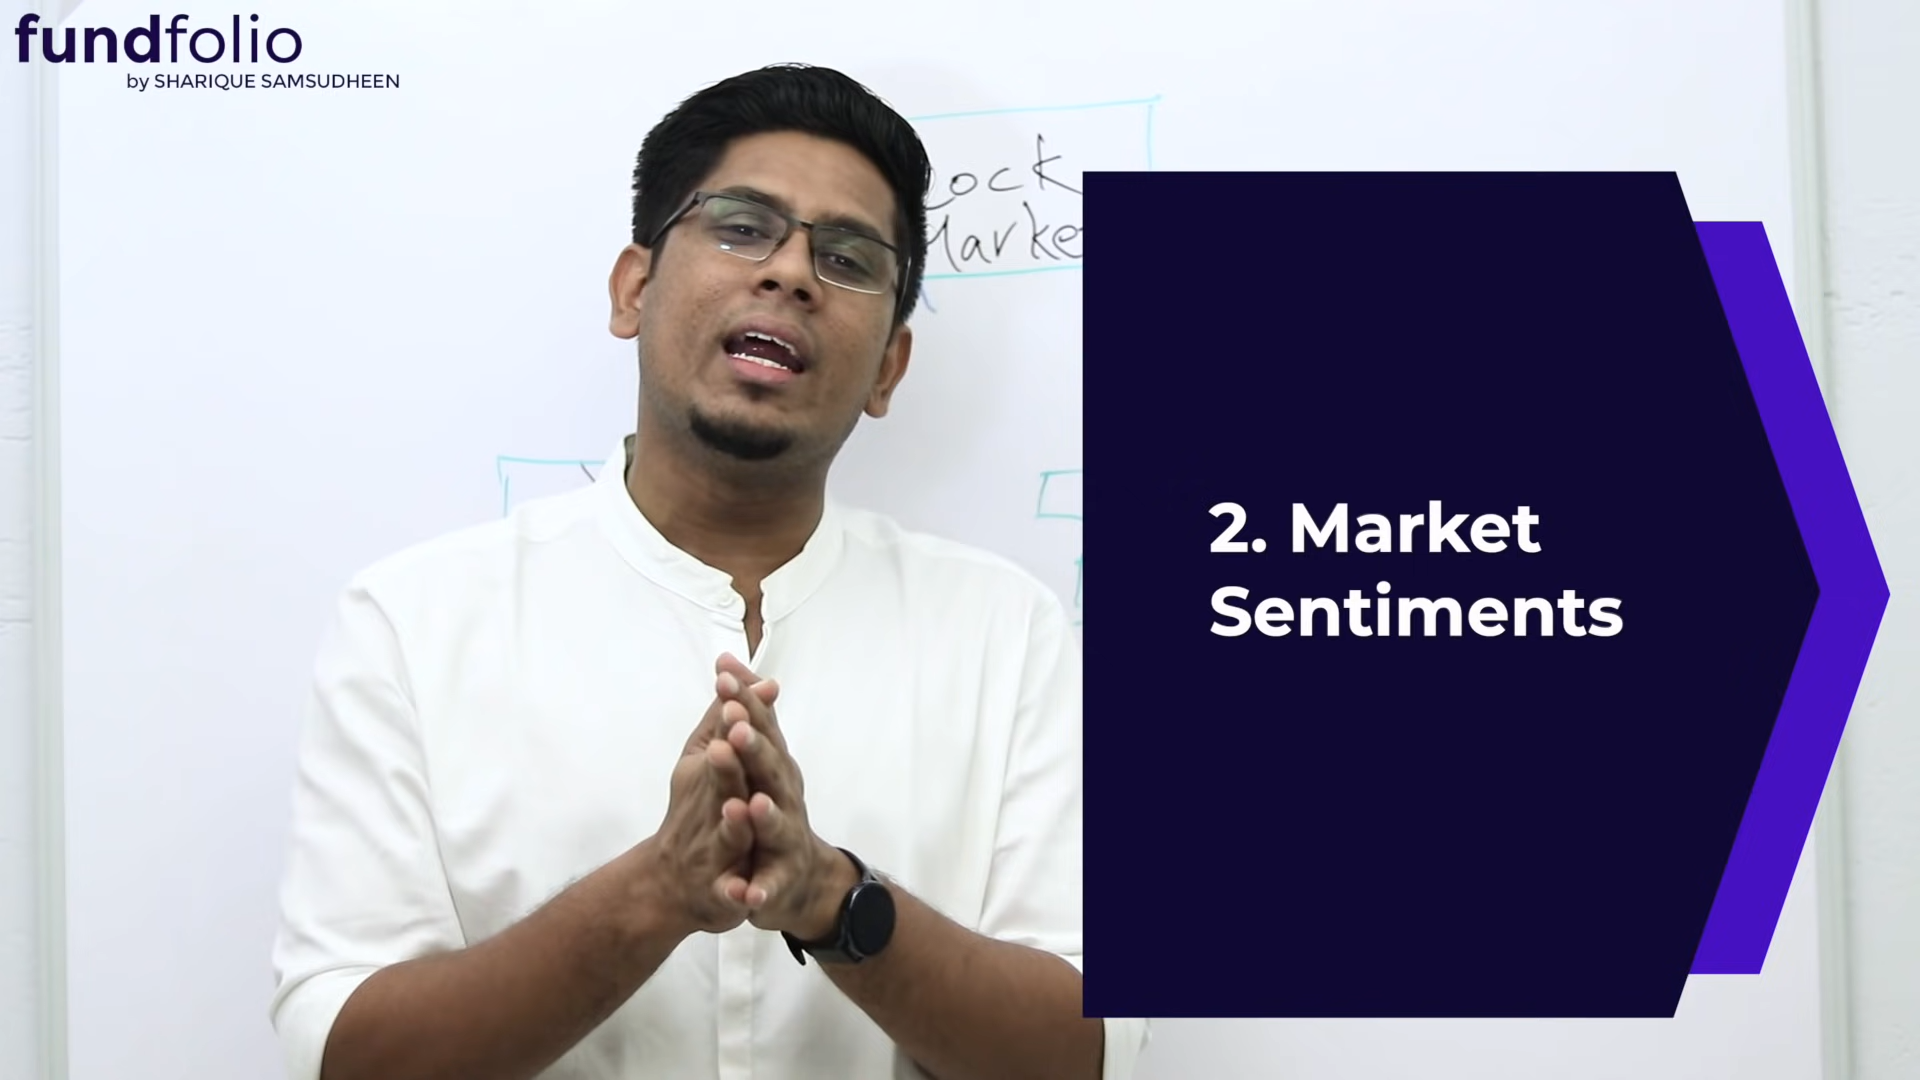 fundfolio
by SHARIQUE SAMSUDHEEN
2. Market
Sentiments